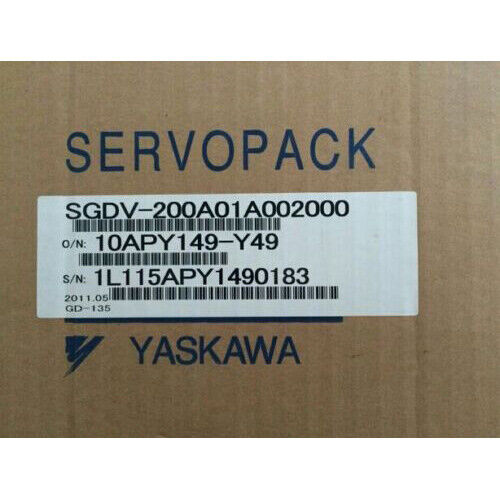 SERVOPACK
SGDV-200A01A002000
O/N: 10APY149-Y49
S/N: 1L115APY1490183
2011.05
GD-135
YASKAWA